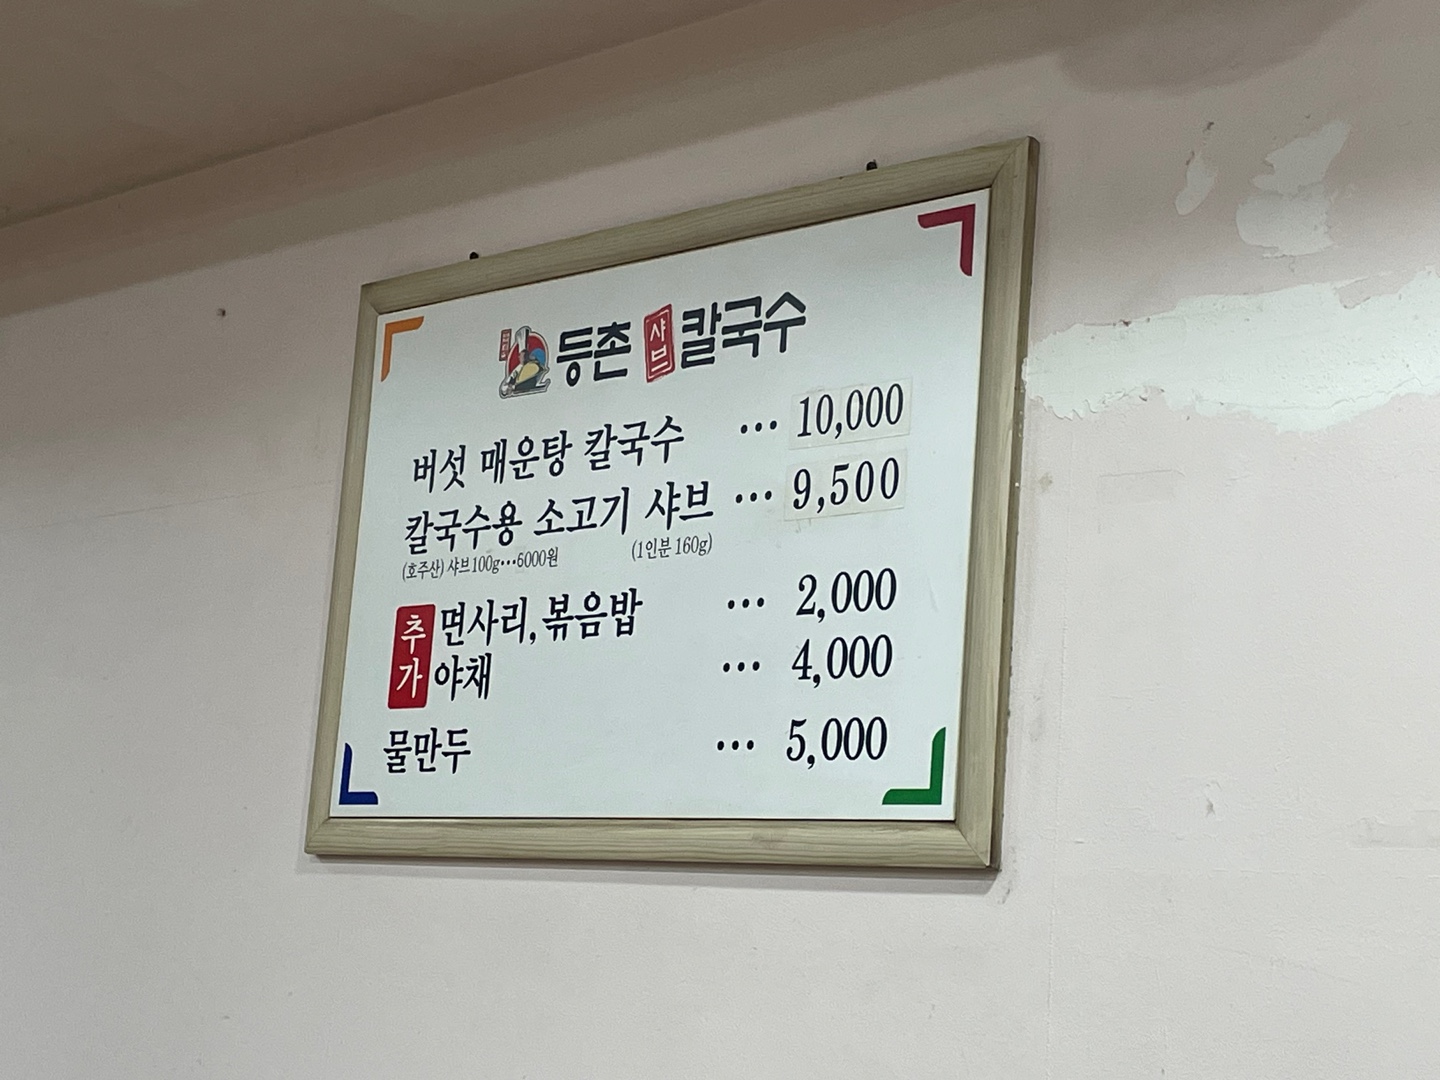 등촌 샤브 칼국수
버섯 매운탕 칼국수 ··· 10,000
칼국수용 소고기 샤브 ··· 9,500
(호주산) 샤브100g···6000원 (1인분 160g)
추가
면사리,볶음밥 ··· 2,000
야채 ··· 4,000
물만두 ··· 5,000